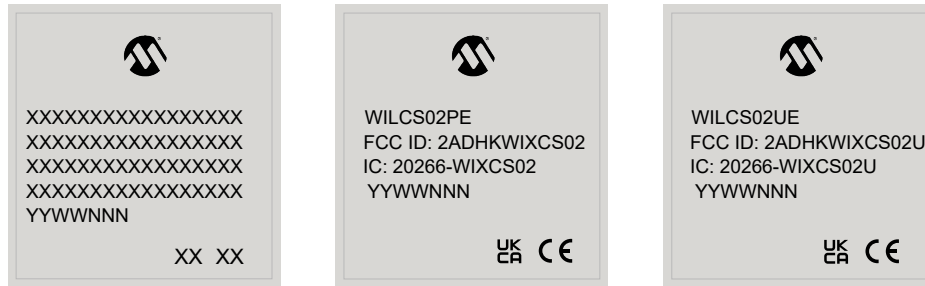 XXXXXXXXXXXXXXXXX
XXXXXXXXXXXXXXXXX
XXXXXXXXXXXXXXXXX
XXXXXXXXXXXXXXXXX
YYWWNNN
XX XX
WILCS02PE
FCC ID: 2ADHKWIXCS02
IC: 20266-WIXCS02
YYWWNNN
UK
CA CE
WILCS02UE
FCC ID: 2ADHKWIXCS02U
IC: 20266-WIXCS02U
YYWWNNN
UK
CA CE